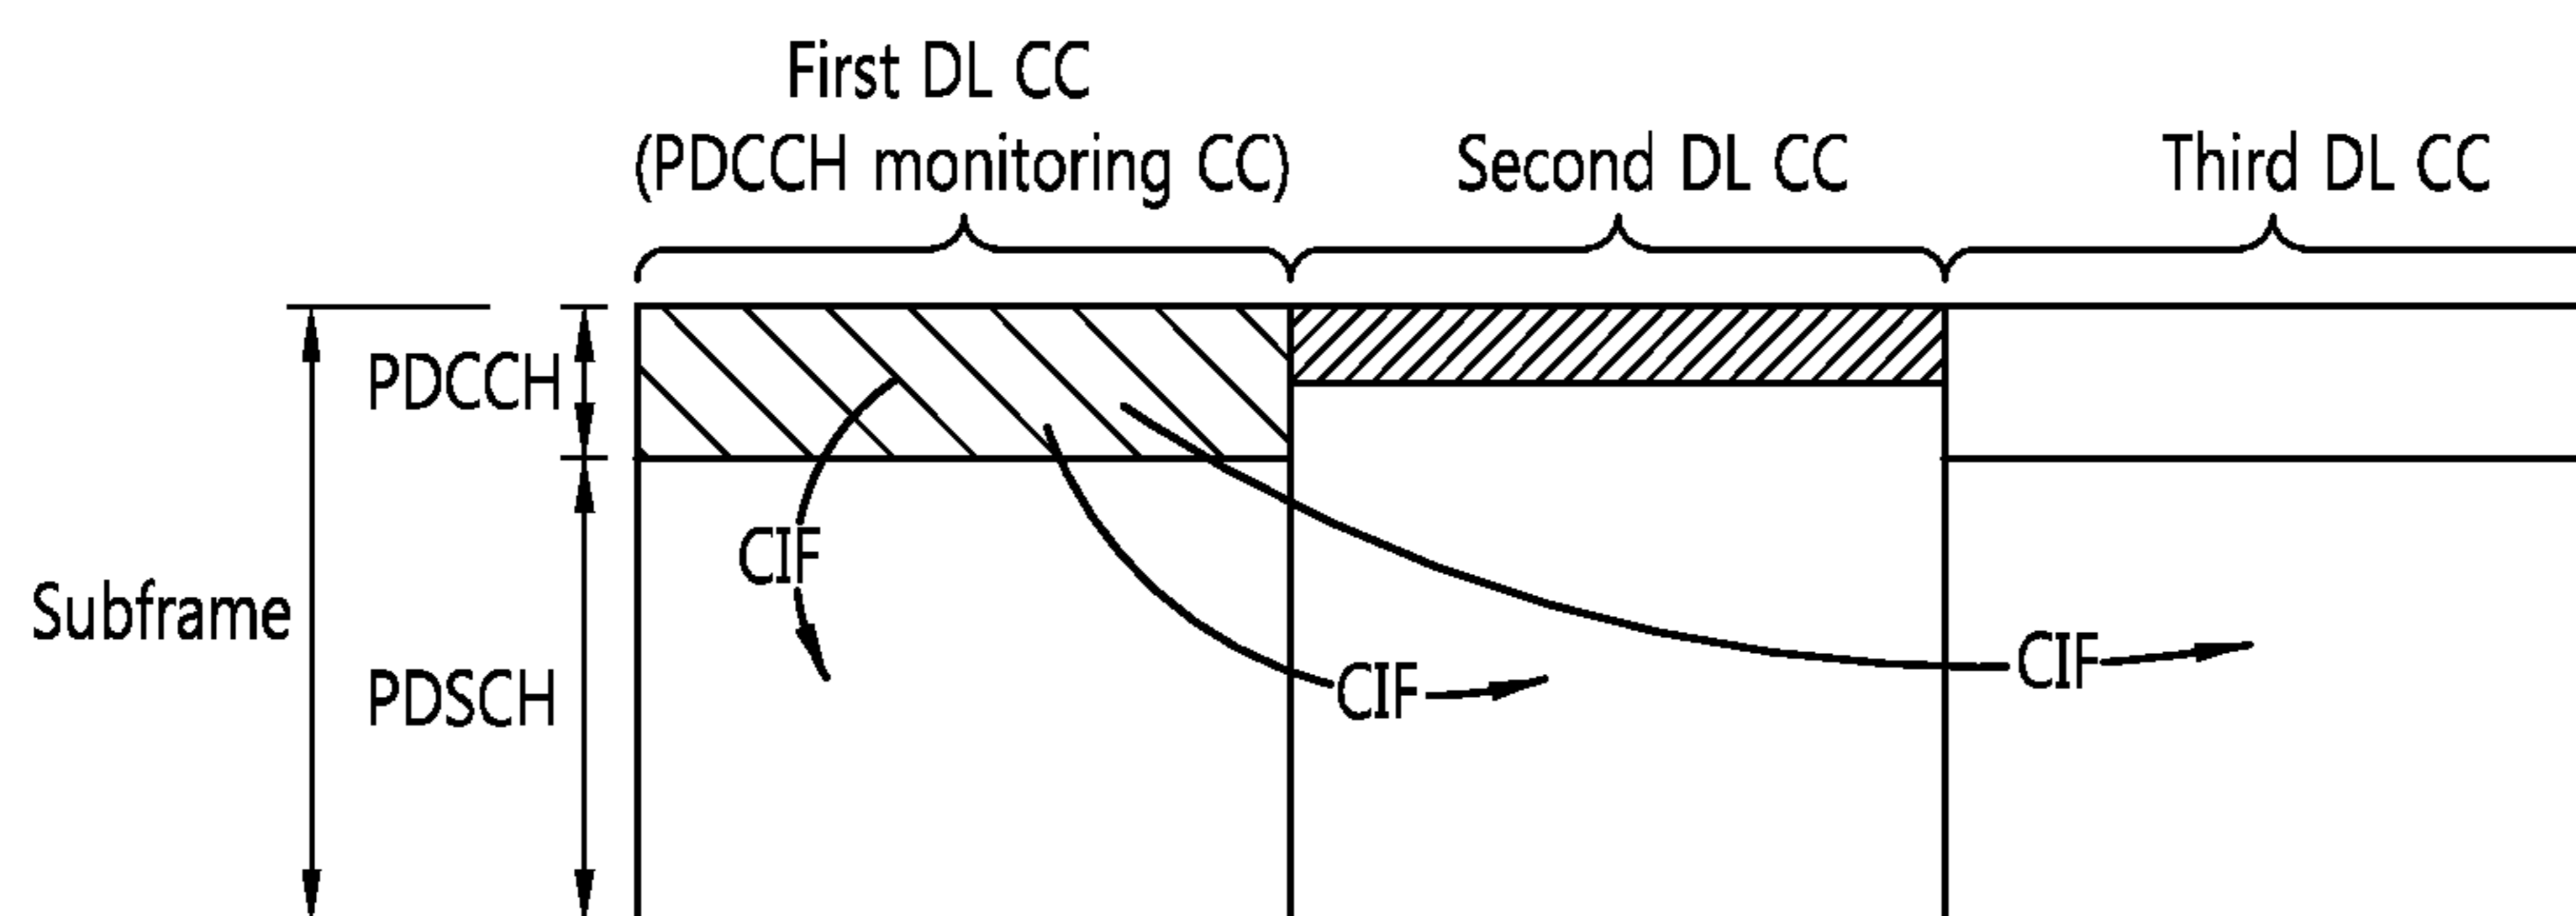 First DL CC
(PDCCH monitoring CC)
Second DL CC
Third DL CC
PDCCH
CIF
Subframe
PDSCH
CIF
CIF